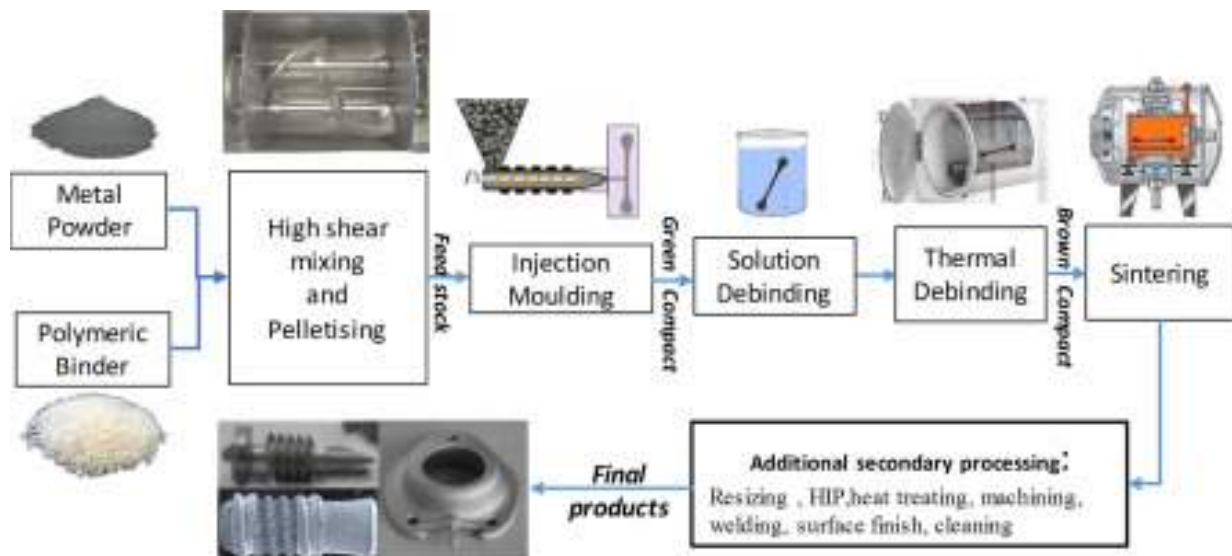 Metal
Powder
Polymeric
Binder
High shear
mixing
and
Pelletising
Feed stock
Injection
Moulding
Green Compact
Solution
Debinding
Thermal
Debinding
Brown Compact
Sintering
Additional secondary processing:
Resizing , HIP,heat treating, machining,
welding, surface finish, cleaning
Final
products